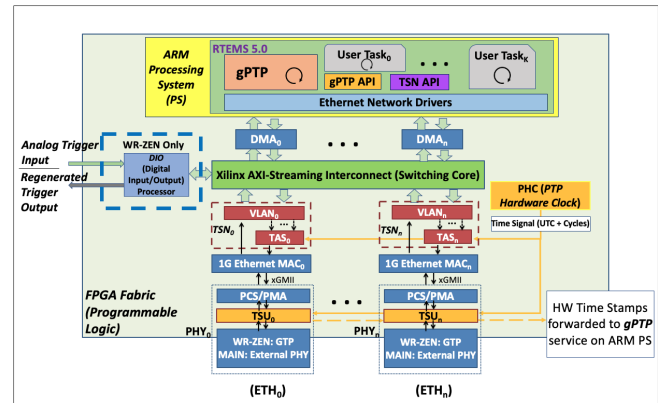 RTEMS 5.0
ARM
Processing
System
(PS)
gPTP
User Task0
User TaskK
gPTP API
TSN API
Ethernet Network Drivers
DMA0
DMAn
WR-ZEN Only
DIO
(Digital
Input/Output)
Processor
Analog Trigger
Input
Regenerated
Trigger
Output
Xilinx AXI-Streaming Interconnect (Switching Core)
PHC (PTP
Hardware Clock)
Time Signal (UTC + Cycles)
VLAN0
TSN0
TAS0
VLANn
TSNn
TASn
1G Ethernet MAC0
1G Ethernet MACn
xGMII
xGMII
FPGA Fabric
(Programmable
Logic)
PCS/PMA
PCS/PMA
TSU0
TSUn
PHY0
PHYn
WR-ZEN: GTP
MAIN: External PHY
WR-ZEN: GTP
MAIN: External PHY
HW Time Stamps
forwarded to gPTP
service on ARM PS
(ETH0)
(ETHn)